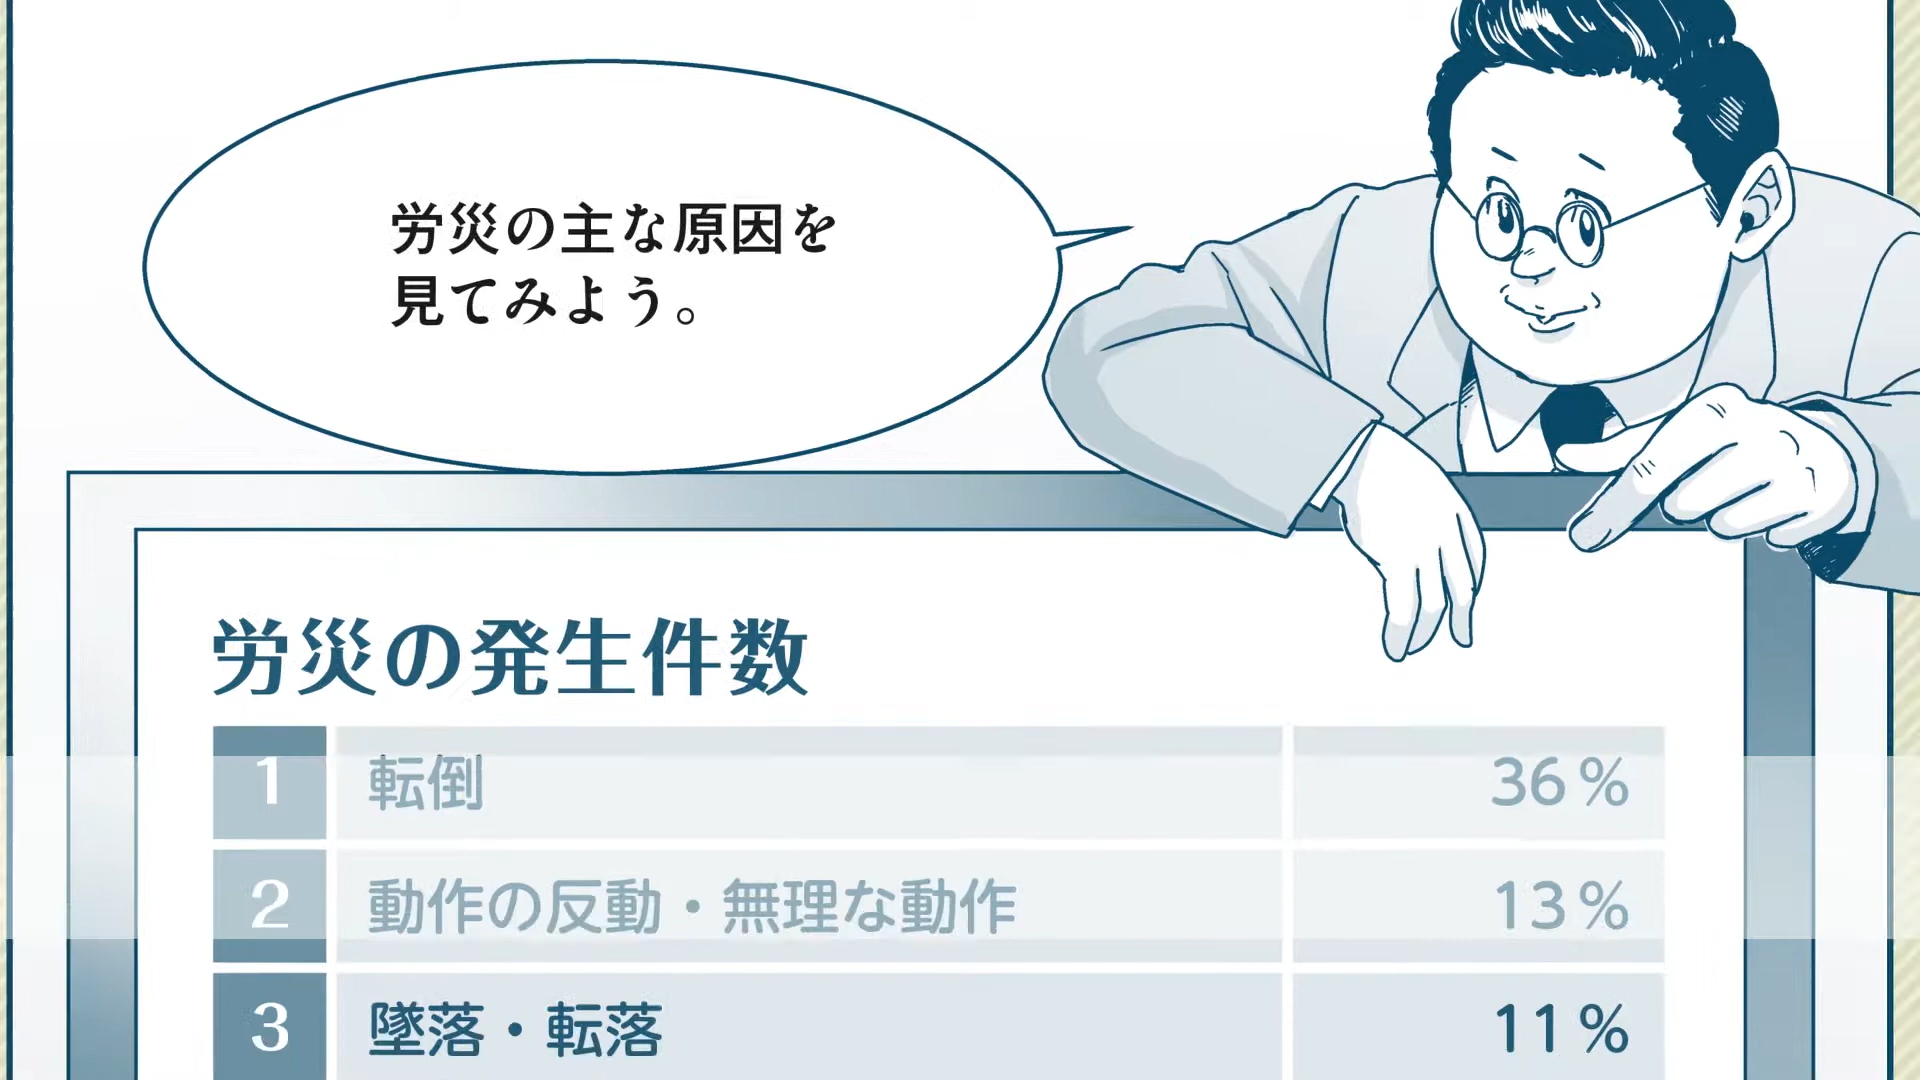 労災の主な原因を
見てみよう。
労災の発生件数
1 転倒 36%
2 動作の反動・無理な動作 13%
3 墜落・転落 11%